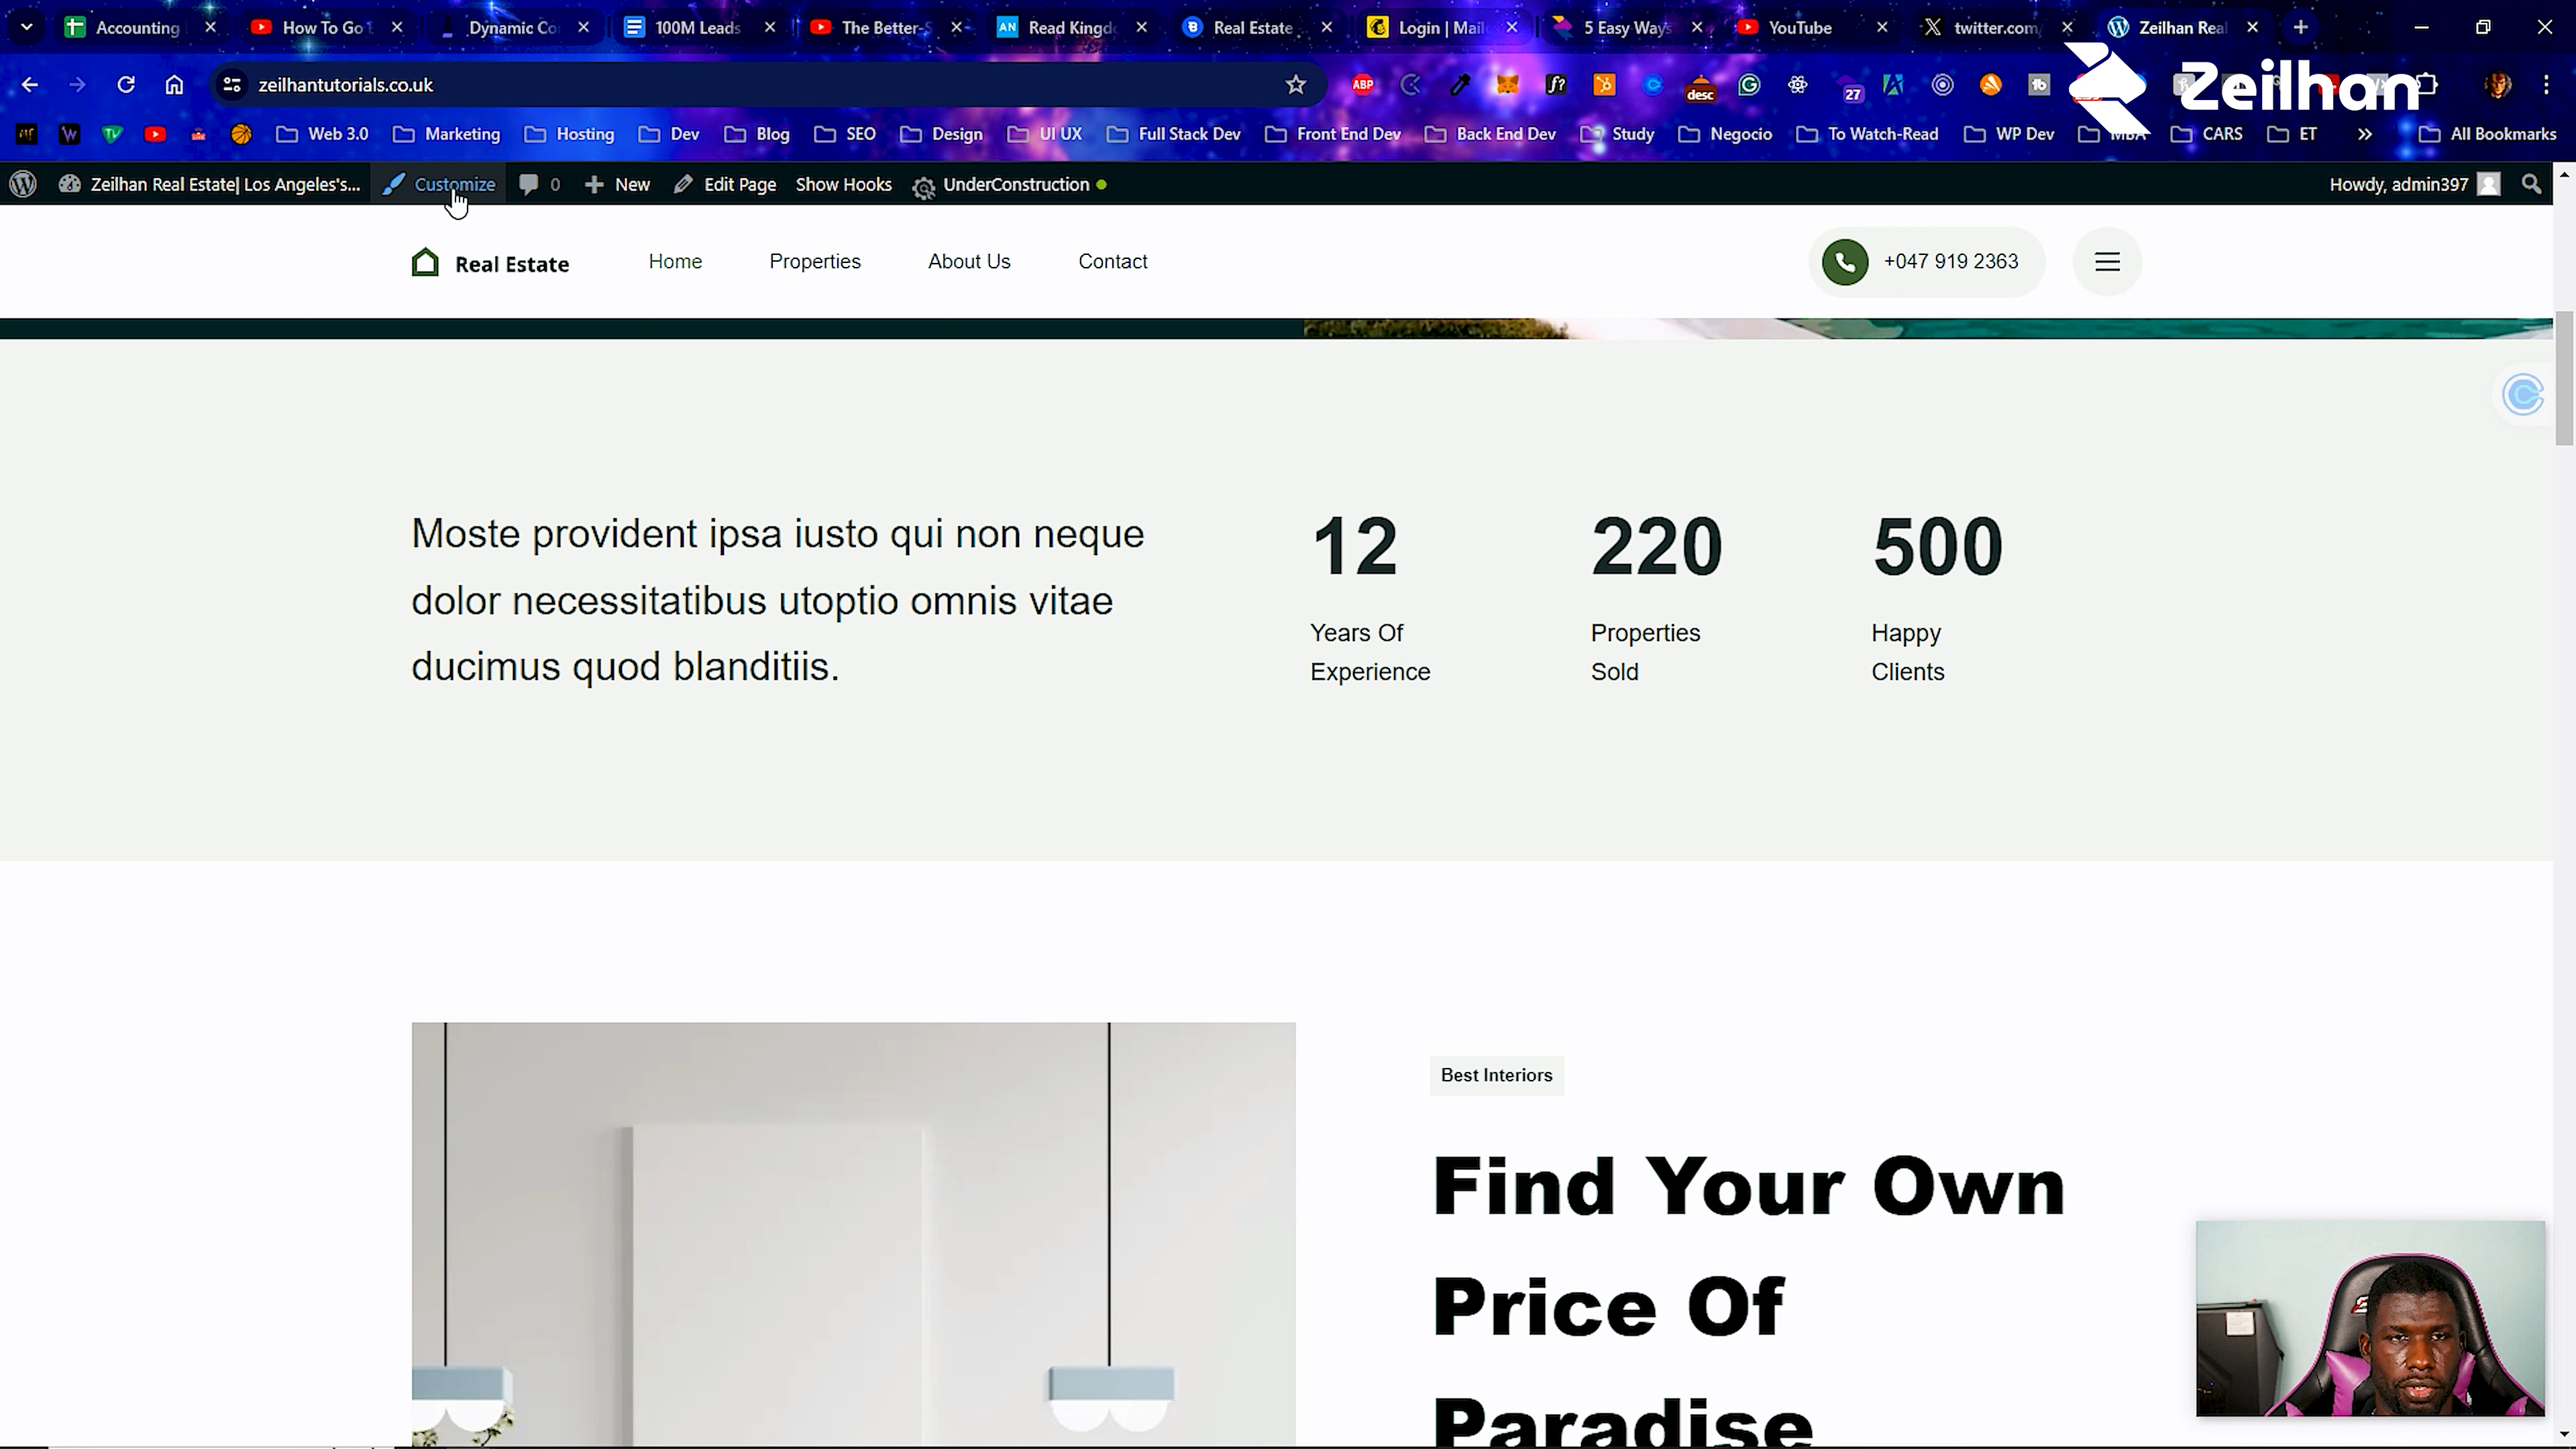 Accounting
How To Go
Dynamic Co
100M Leads
The Better-S
AN
Read Kingdo
Real Estate
Login | Mail
5 Easy Ways
YouTube
twitter.com/
Zeilhan Real
zeilhantutorials.co.uk
ABP
f?
desc
27
Zeilhan
Web 3.0
Marketing
Hosting
Dev
Blog
SEO
Design
UI UX
Full Stack Dev
Front End Dev
Back End Dev
Study
Negocio
To Watch-Read
WP Dev
MBA
CARS
ET
All Bookmarks
Zeilhan Real Estate| Los Angeles's...
Customize
0
New
Edit Page
Show Hooks
UnderConstruction
Howdy, admin397
Real Estate
Home
Properties
About Us
Contact
+047 919 2363
Moste provident ipsa iusto qui non neque
dolor necessitatibus utoptio omnis vitae
ducimus quod blanditiis.
12
Years Of
Experience
220
Properties
Sold
500
Happy
Clients
Best Interiors
Find Your Own
Price Of
Paradise